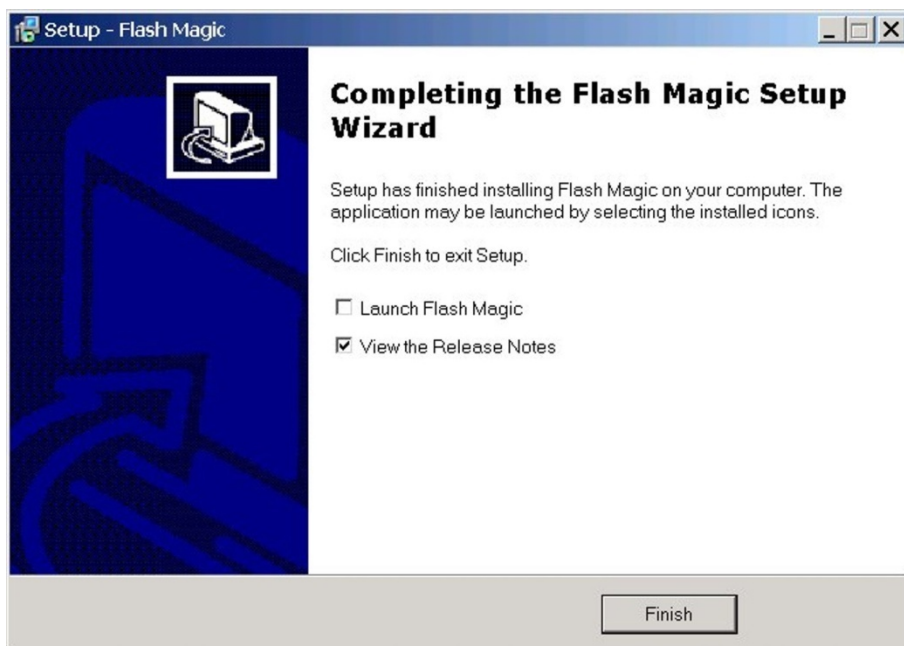 Setup - Flash Magic
Completing the Flash Magic Setup
Wizard
Setup has finished installing Flash Magic on your computer. The
application may be launched by selecting the installed icons.
Click Finish to exit Setup.
Launch Flash Magic
View the Release Notes
Finish